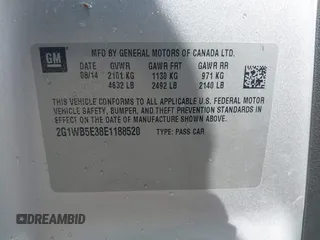 GM
MFD BY GENERAL MOTORS OF CANADA LTD.
DATE GVWR GAWR FRT GAWR RR
08/14 2101 KG 1130 KG 971 KG
4632 LB 2492 LB 2140 LB
THIS VEHICLE CONFORMS TO ALL APPLICABLE U.S. FEDERAL MOTOR
VEHICLE SAFETY, BUMPER, AND THEFT PREVENTION STANDARDS IN
EFFECT ON THE DATE OF MANUFACTURE SHOWN ABOVE.
2G1WB5E38E1188520 TYPE: PASS CAR
DREAMBID